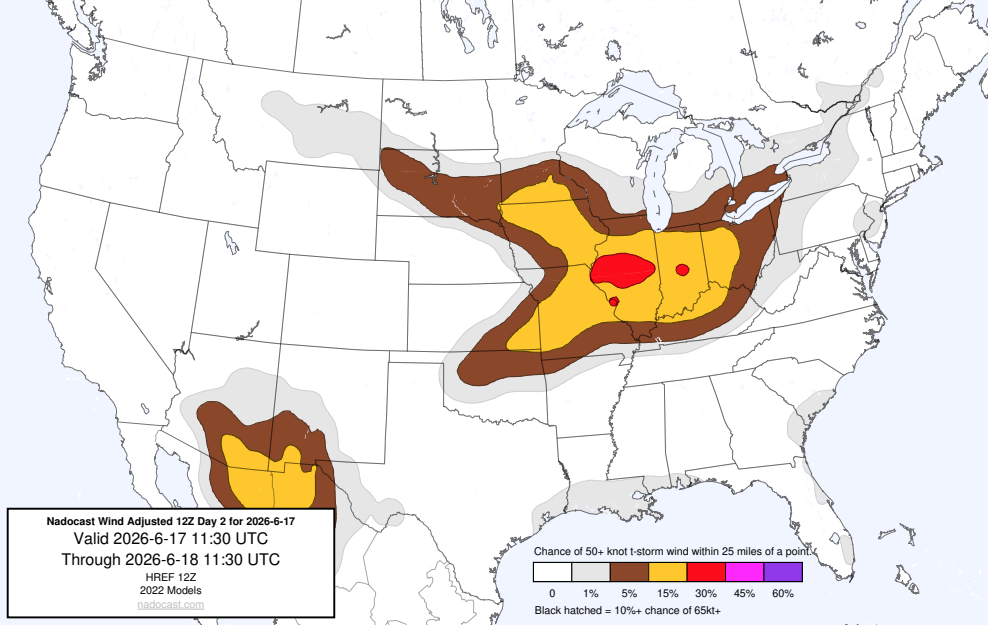 Nadocast Wind Adjusted 12Z Day 2 for 2026-6-17
Valid 2026-6-17 11:30 UTC
Through 2026-6-18 11:30 UTC
HREF 12Z
2022 Models
nadocast.com
Chance of 50+ knot t-storm wind within 25 miles of a point.
0 1% 5% 15% 30% 45% 60%
Black hatched = 10%+ chance of 65kt+